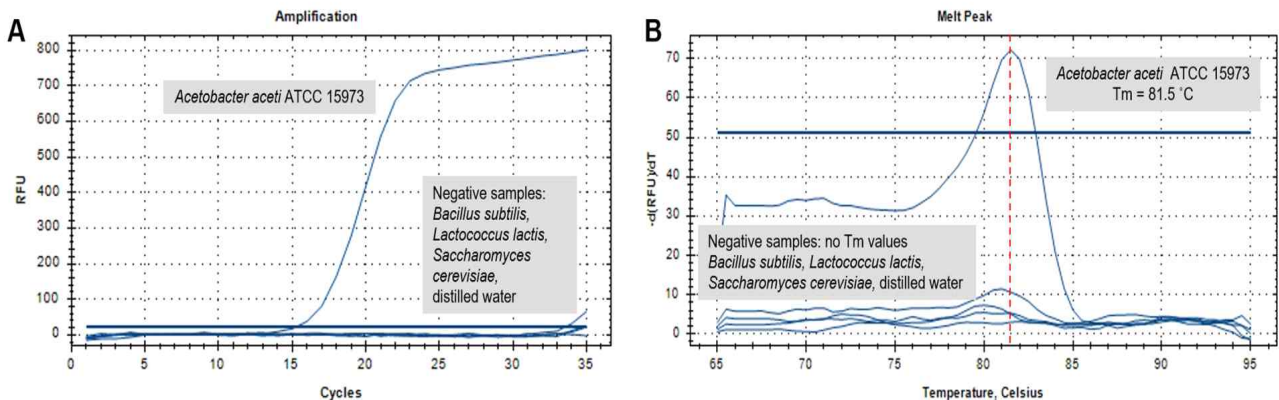 A
Amplification
800
700
600
500
400
300
200
100
0
RFU
Acetobacter aceti ATCC 15973
Negative samples:
Bacillus subtilis,
Lactococcus lactis,
Saccharomyces
cerevisiae,
distilled water
0
5
10
15
20
25
30
35
Cycles
B
Melt Peak
70
60
50
40
30
20
10
0
-d(RFU)/dT
Acetobacter aceti ATCC 15973
Tm = 81.5 ˚C
Negative samples: no Tm values
Bacillus subtilis, Lactococcus lactis,
Saccharomyces cerevisiae, distilled water
65
70
75
80
85
90
95
Temperature, Celsius